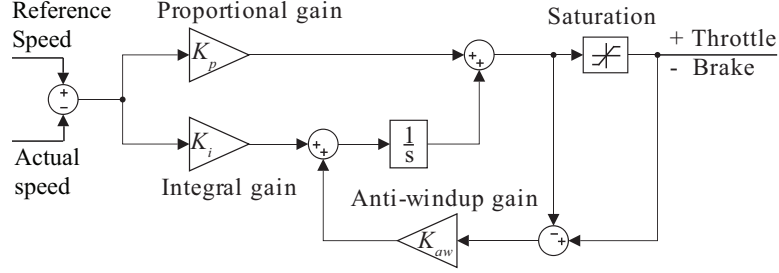 Reference
Speed
Proportional gain
Saturation
K_p
+ Throttle
- Brake
+
-
++
K_i
++
1
s
Actual
speed
Integral gain
Anti-windup gain
K_aw
-+